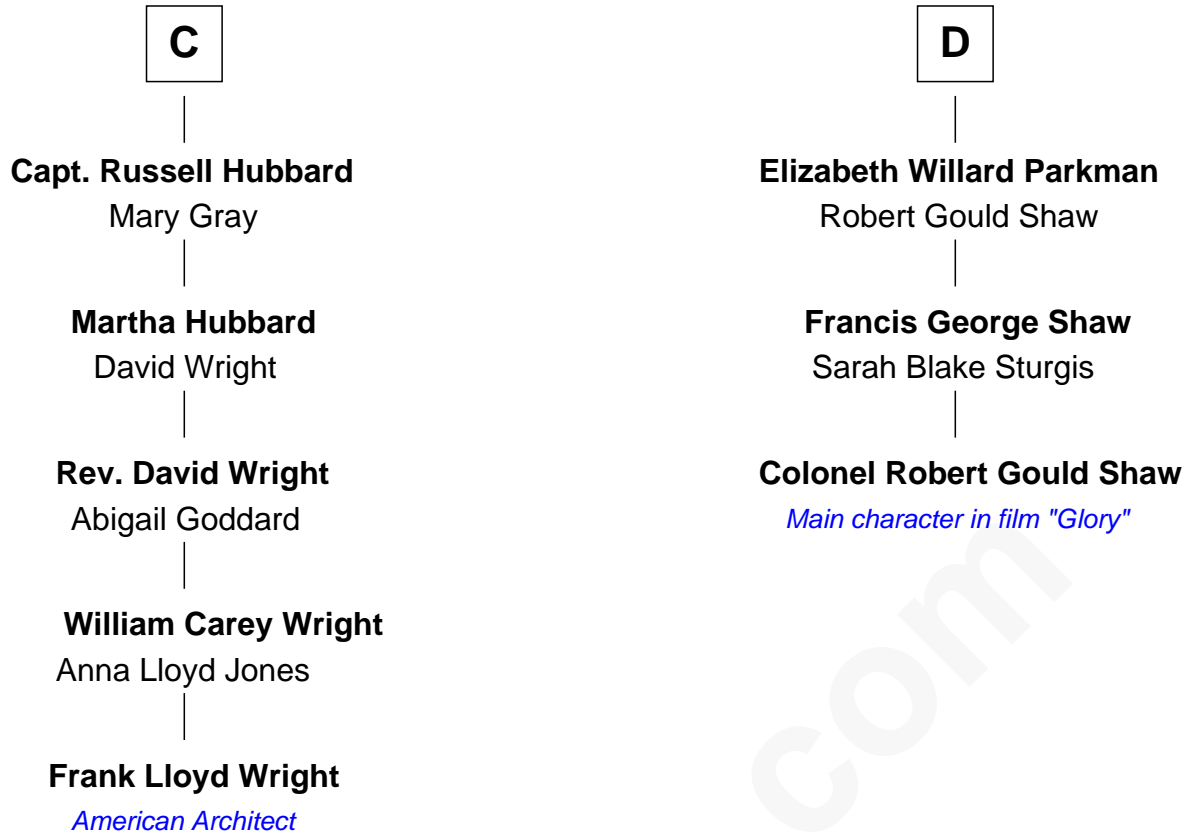 C
Capt. Russell Hubbard
Mary Gray
Martha Hubbard
David Wright
Rev. David Wright
Abigail Goddard
William Carey Wright
Anna Lloyd Jones
Frank Lloyd Wright
American Architect
D
Elizabeth Willard Parkman
Robert Gould Shaw
Francis George Shaw
Sarah Blake Sturgis
Colonel Robert Gould Shaw
Main character in film "Glory"
com